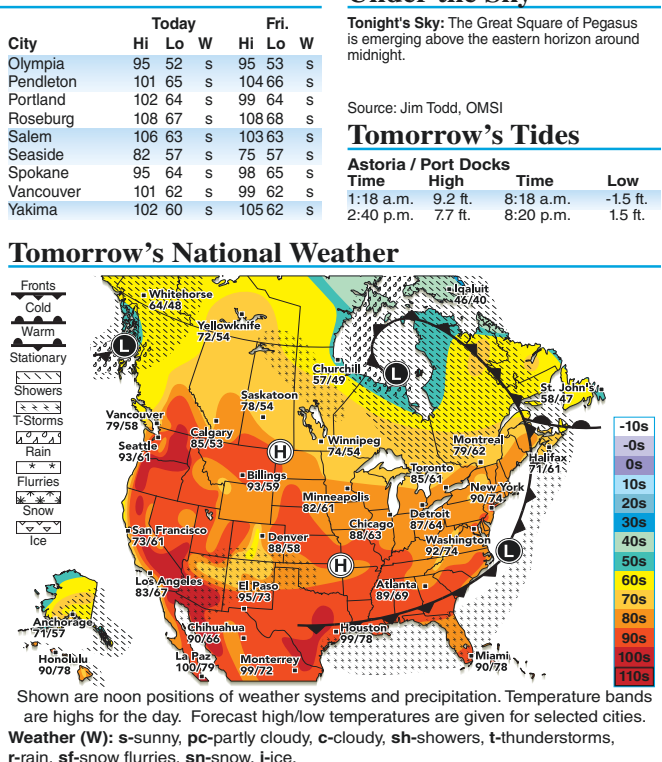 Under the Sky
Today Fri.
City Hi Lo W Hi Lo W
Olympia 95 52 s 95 53 s
Pendleton 101 65 s 104 66 s
Portland 102 64 s 99 64 s
Roseburg 108 67 s 108 68 s
Salem 106 63 s 103 63 s
Seaside 82 57 s 75 57 s
Spokane 95 64 s 98 65 s
Vancouver 101 62 s 99 62 s
Yakima 102 60 s 105 62 s
Tonight's Sky: The Great Square of Pegasus
is emerging above the eastern horizon around
midnight.
Source: Jim Todd, OMSI
Tomorrow's Tides
Astoria / Port Docks
Time High Time Low
1:18 a.m. 9.2 ft. 8:18 a.m. -1.5 ft.
2:40 p.m. 7.7 ft. 8:20 p.m. 1.5 ft.
Tomorrow's National Weather
Fronts
Cold
Warm
Stationary
Showers
T-Storms
Rain
Flurries
Snow
Ice
Whitehorse
64/48
Iqaluit
46/40
Yellowknife
72/54
L
Churchill
57/49
L
St. John's
58/47
Saskatoon
78/54
Vancouver
79/58
Calgary
85/53
Seattle
93/61
H
Winnipeg
74/54
Montreal
79/62
Halifax
71/61
Toronto
85/61
Billings
93/59
Minneapolis
82/61
New York
90/74
Detroit
87/64
Chicago
88/63
San Francisco
73/61
Denver
88/58
Washington
92/74
L
H
Los Angeles
83/67
El Paso
95/73
Atlanta
89/69
Anchorage
71/57
Chihuahua
90/66
Houston
99/78
Honolulu
90/78
La Paz
100/79
Monterrey
99/72
Miami
90/78
-10s
-0s
0s
10s
20s
30s
40s
50s
60s
70s
80s
90s
100s
110s
Shown are noon positions of weather systems and precipitation. Temperature bands
are highs for the day. Forecast high/low temperatures are given for selected cities.
Weather (W): s-sunny, pc-partly cloudy, c-cloudy, sh-showers, t-thunderstorms,
r-rain, sf-snow flurries, sn-snow, i-ice.